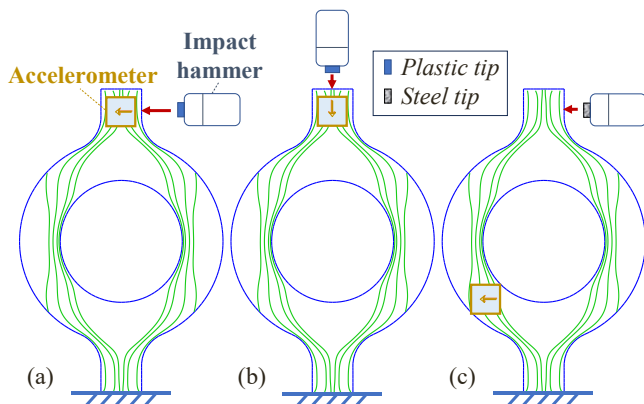 Impact
hammer
Accelerometer
Plastic tip
Steel tip
(a)
(b)
(c)